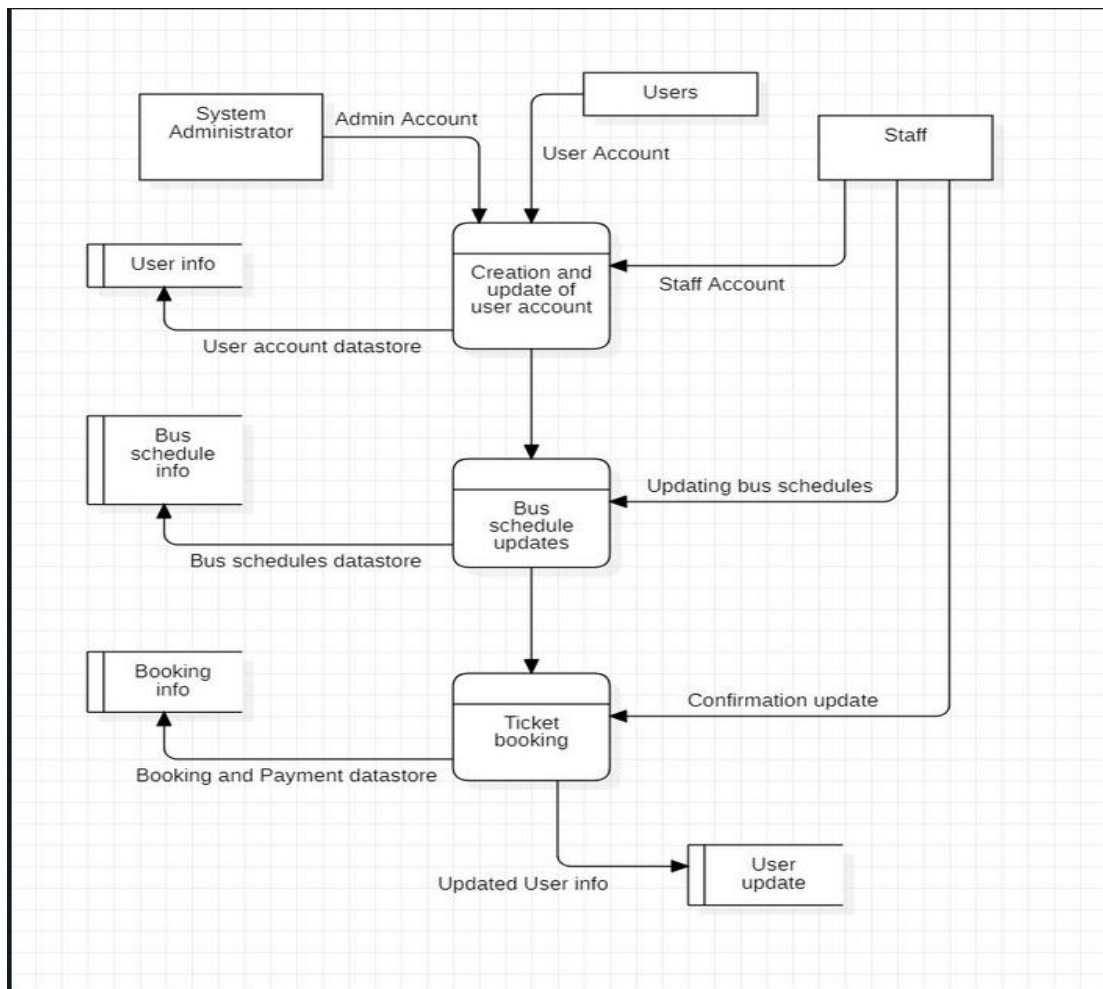 System
Administrator
Admin Account
Users
User Account
Staff
User info
Creation and
update of
user account
Staff Account
User account datastore
Bus
schedule
info
Bus
schedule
updates
Updating bus schedules
Bus schedules datastore
Booking
info
Ticket
booking
Confirmation update
Booking and Payment datastore
Updated User info
User
update